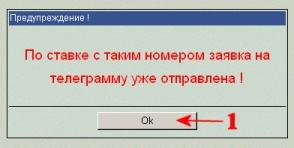 Предупреждение !
По ставке с таким номером заявка на
телеграмму уже отправлена !
Ok
1